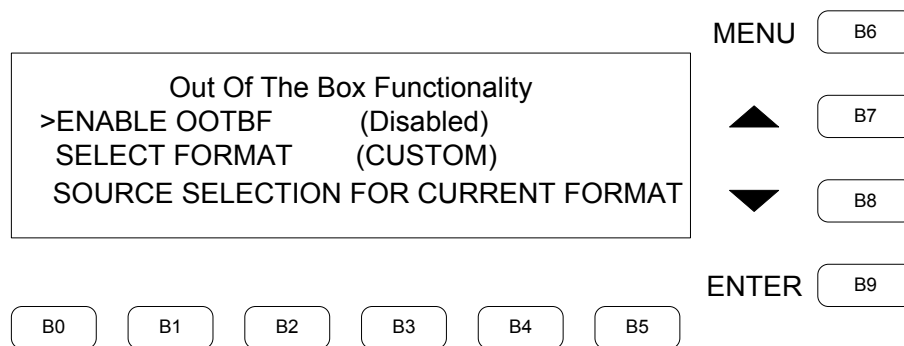 MENU B6
Out Of The Box Functionality
>ENABLE OOTBF (Disabled)
B7
SELECT FORMAT (CUSTOM)
SOURCE SELECTION FOR CURRENT FORMAT
B8
ENTER B9
B0 B1 B2 B3 B4 B5